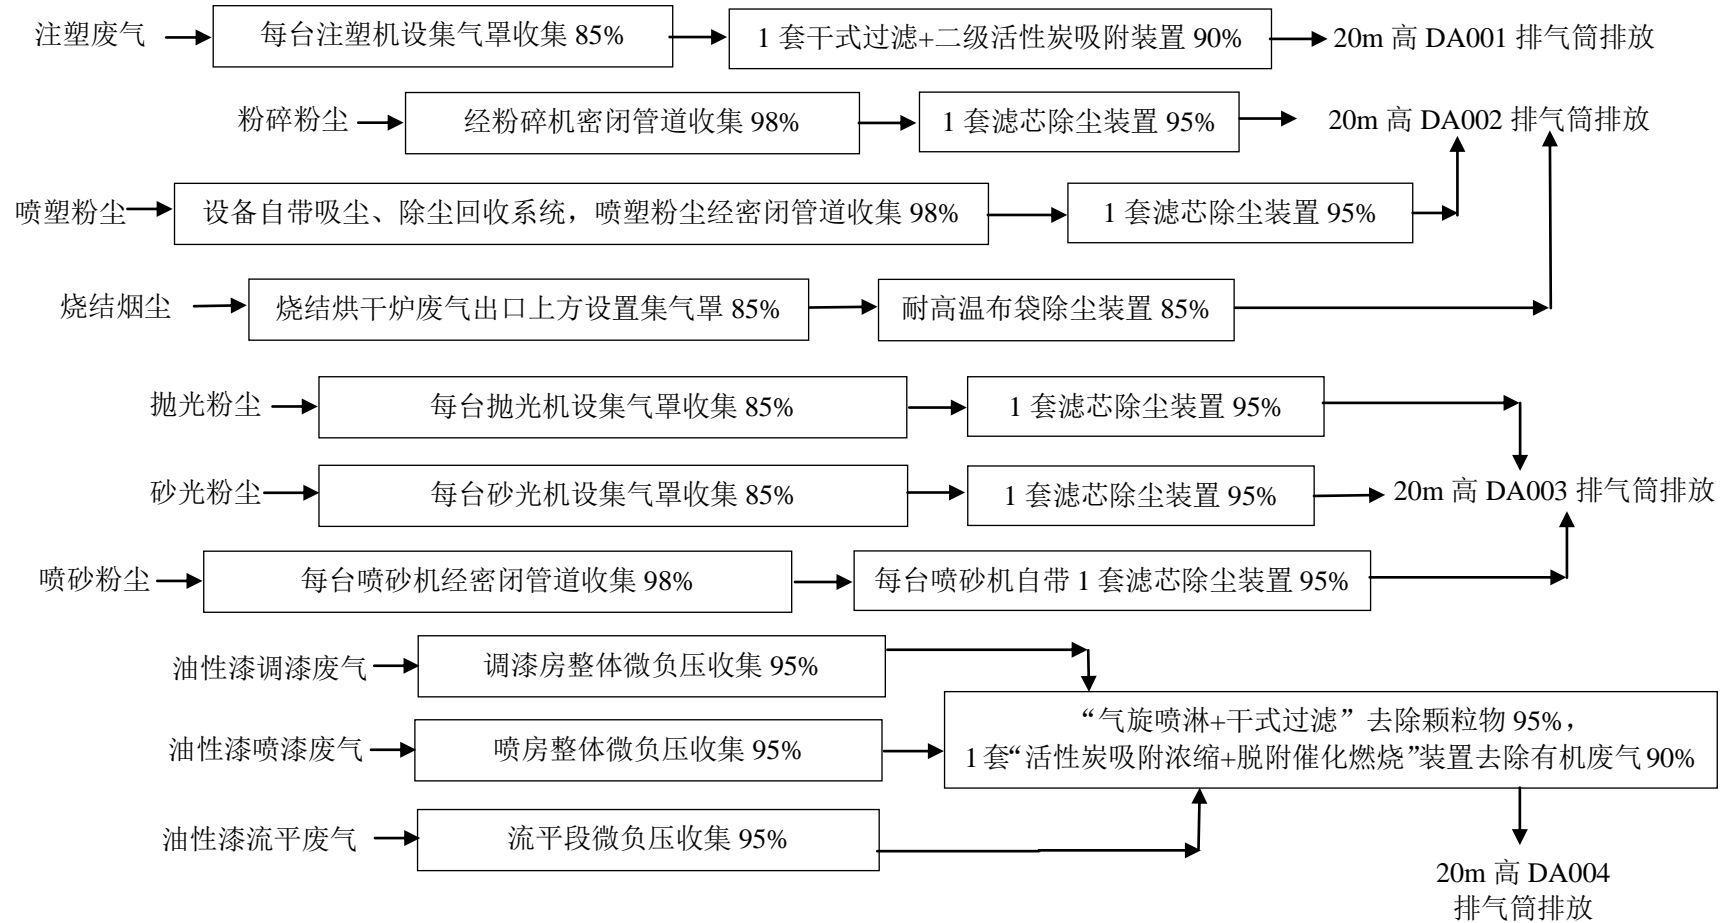 注塑废气
每台注塑机设集气罩收集 85%
1 套干式过滤+二级活性炭吸附装置 90%
20m 高 DA001 排气筒排放
粉碎粉尘
经粉碎机密闭管道收集 98%
1 套滤芯除尘装置 95%
20m 高 DA002 排气筒排放
喷塑粉尘
设备自带吸尘、除尘回收系统，喷塑粉尘经密闭管道收集 98%
1 套滤芯除尘装置 95%
烧结烟尘
烧结烘干炉废气出口上方设置集气罩 85%
耐高温布袋除尘装置 85%
抛光粉尘
每台抛光机设集气罩收集 85%
1 套滤芯除尘装置 95%
砂光粉尘
每台砂光机设集气罩收集 85%
1 套滤芯除尘装置 95%
20m 高 DA003 排气筒排放
喷砂粉尘
每台喷砂机经密闭管道收集 98%
每台喷砂机自带 1 套滤芯除尘装置 95%
油性漆调漆废气
调漆房整体微负压收集 95%
油性漆喷漆废气
喷房整体微负压收集 95%
“气旋喷淋+干式过滤”去除颗粒物 95%，
1 套“活性炭吸附浓缩+脱附催化燃烧”装置去除有机废气 90%
油性漆流平废气
流平段微负压收集 95%
20m 高 DA004
排气筒排放